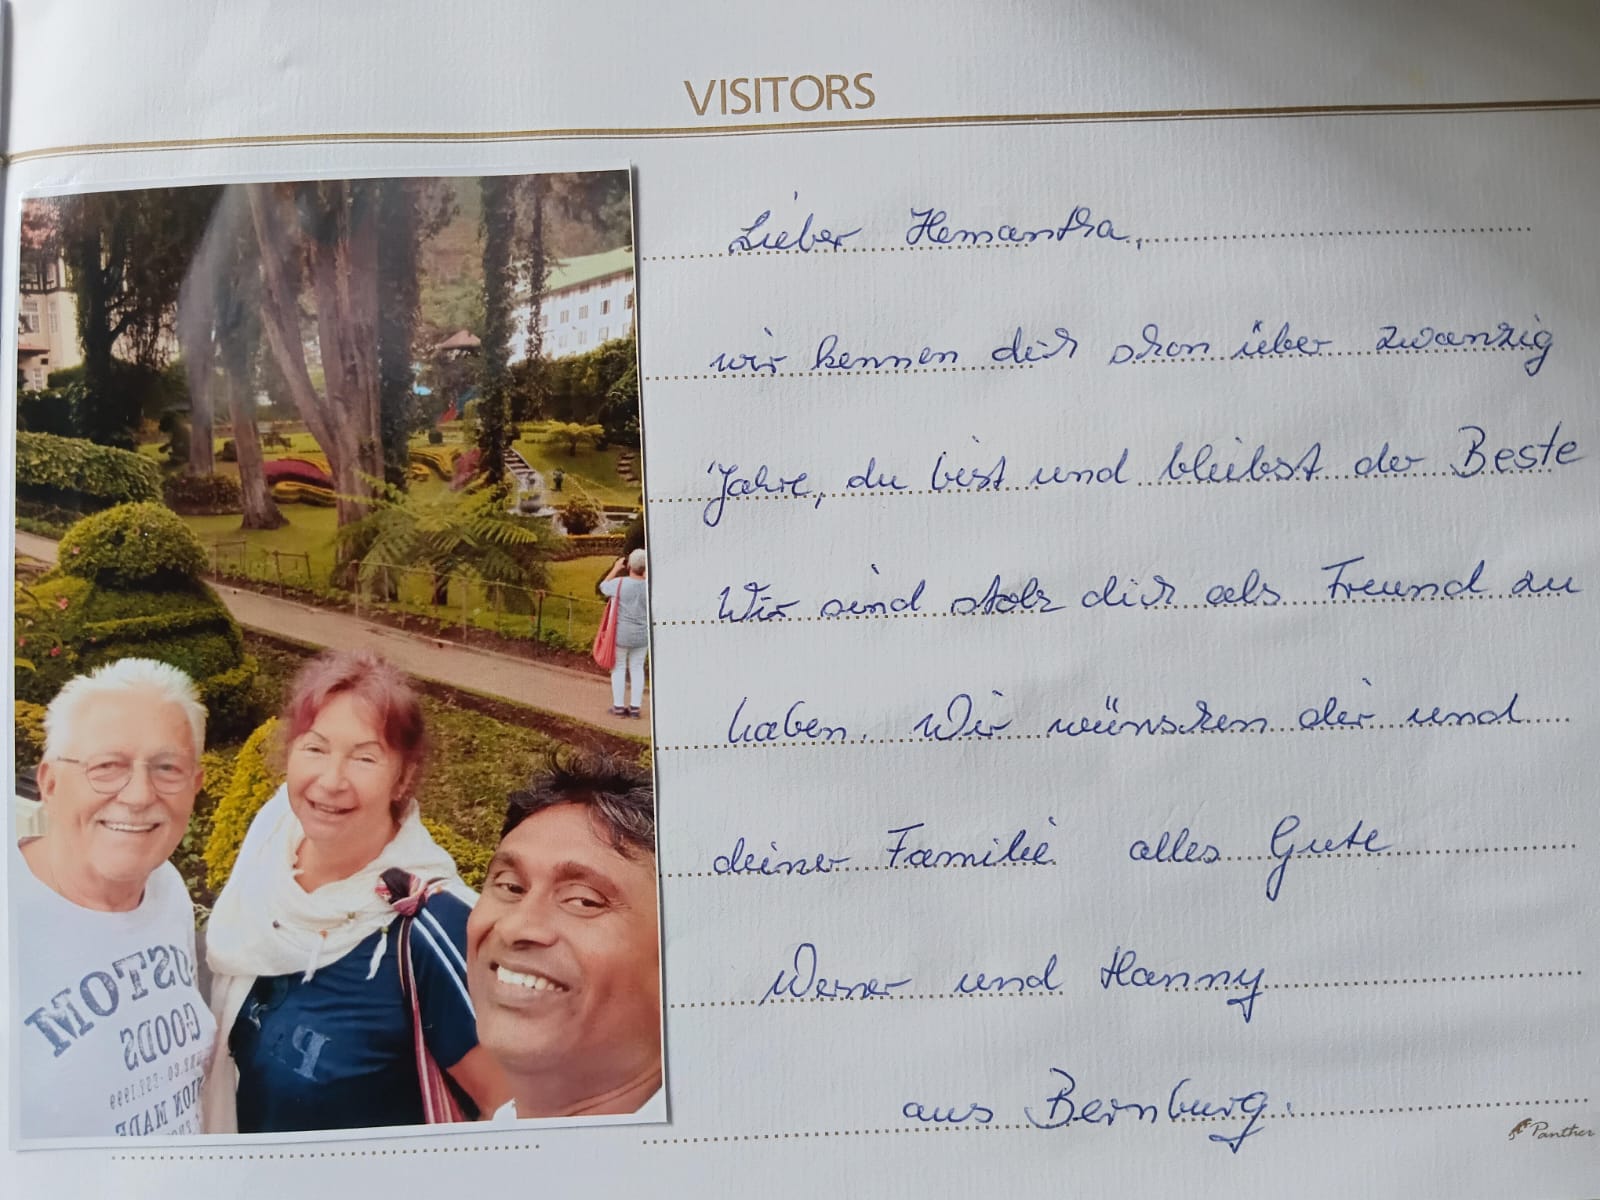 VISITORS
Lieber Hemantha,
wir kennen dich schon über zwanzig
Jahre, du bist und bleibst der Beste
Wir sind stolz dich als Freund zu
haben. Wir wünschen dir und
deiner Familie alles Gute
Werner und Hanny
aus Bernburg.
Panther
CUSTOM
GOODS